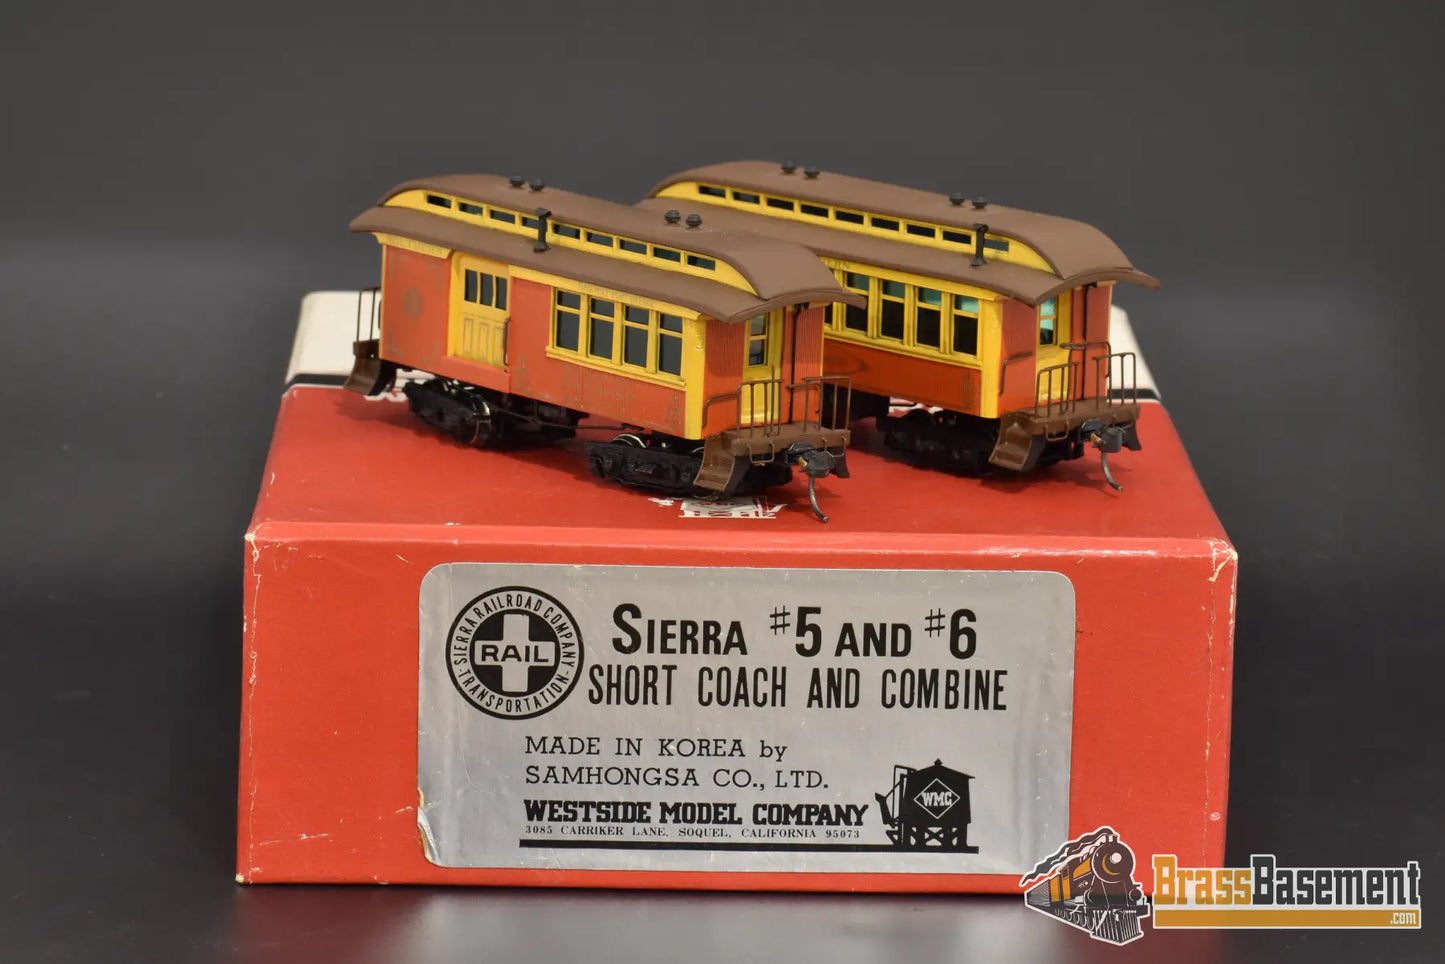 SIERRA RAILROAD COMPANY
TRANSPORTATION
RAIL
SIERRA #5 AND #6
SHORT COACH AND COMBINE
MADE IN KOREA by
SAMHONGSA CO., LTD.
WMC
WESTSIDE MODEL COMPANY
3085 CARRIKER LANE, SOQUEL, CALIFORNIA 95073
BrassBasement
.com